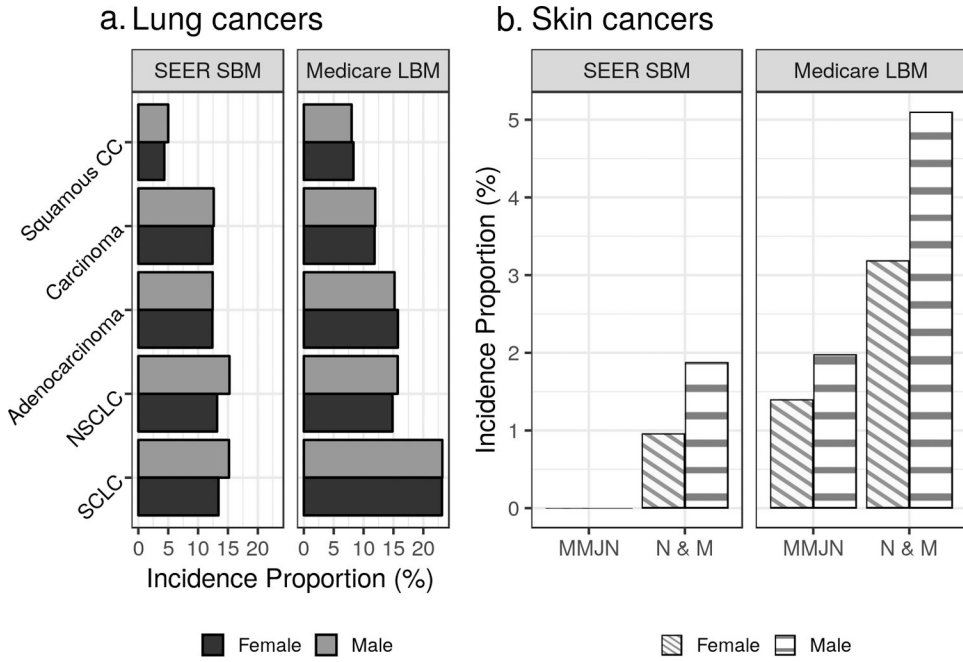 a. Lung cancers
SEER SBM
Medicare LBM
Squamous CC
Carcinoma
Adenocarcinoma
NSCLC
SCLC
0 5 10 15 20
0 5 10 15 20
Incidence Proportion (%)
Female
Male
b. Skin cancers
SEER SBM
Medicare LBM
Incidence Proportion (%)
5
4
3
2
1
0
MMJN
N & M
MMJN
N & M
Female
Male